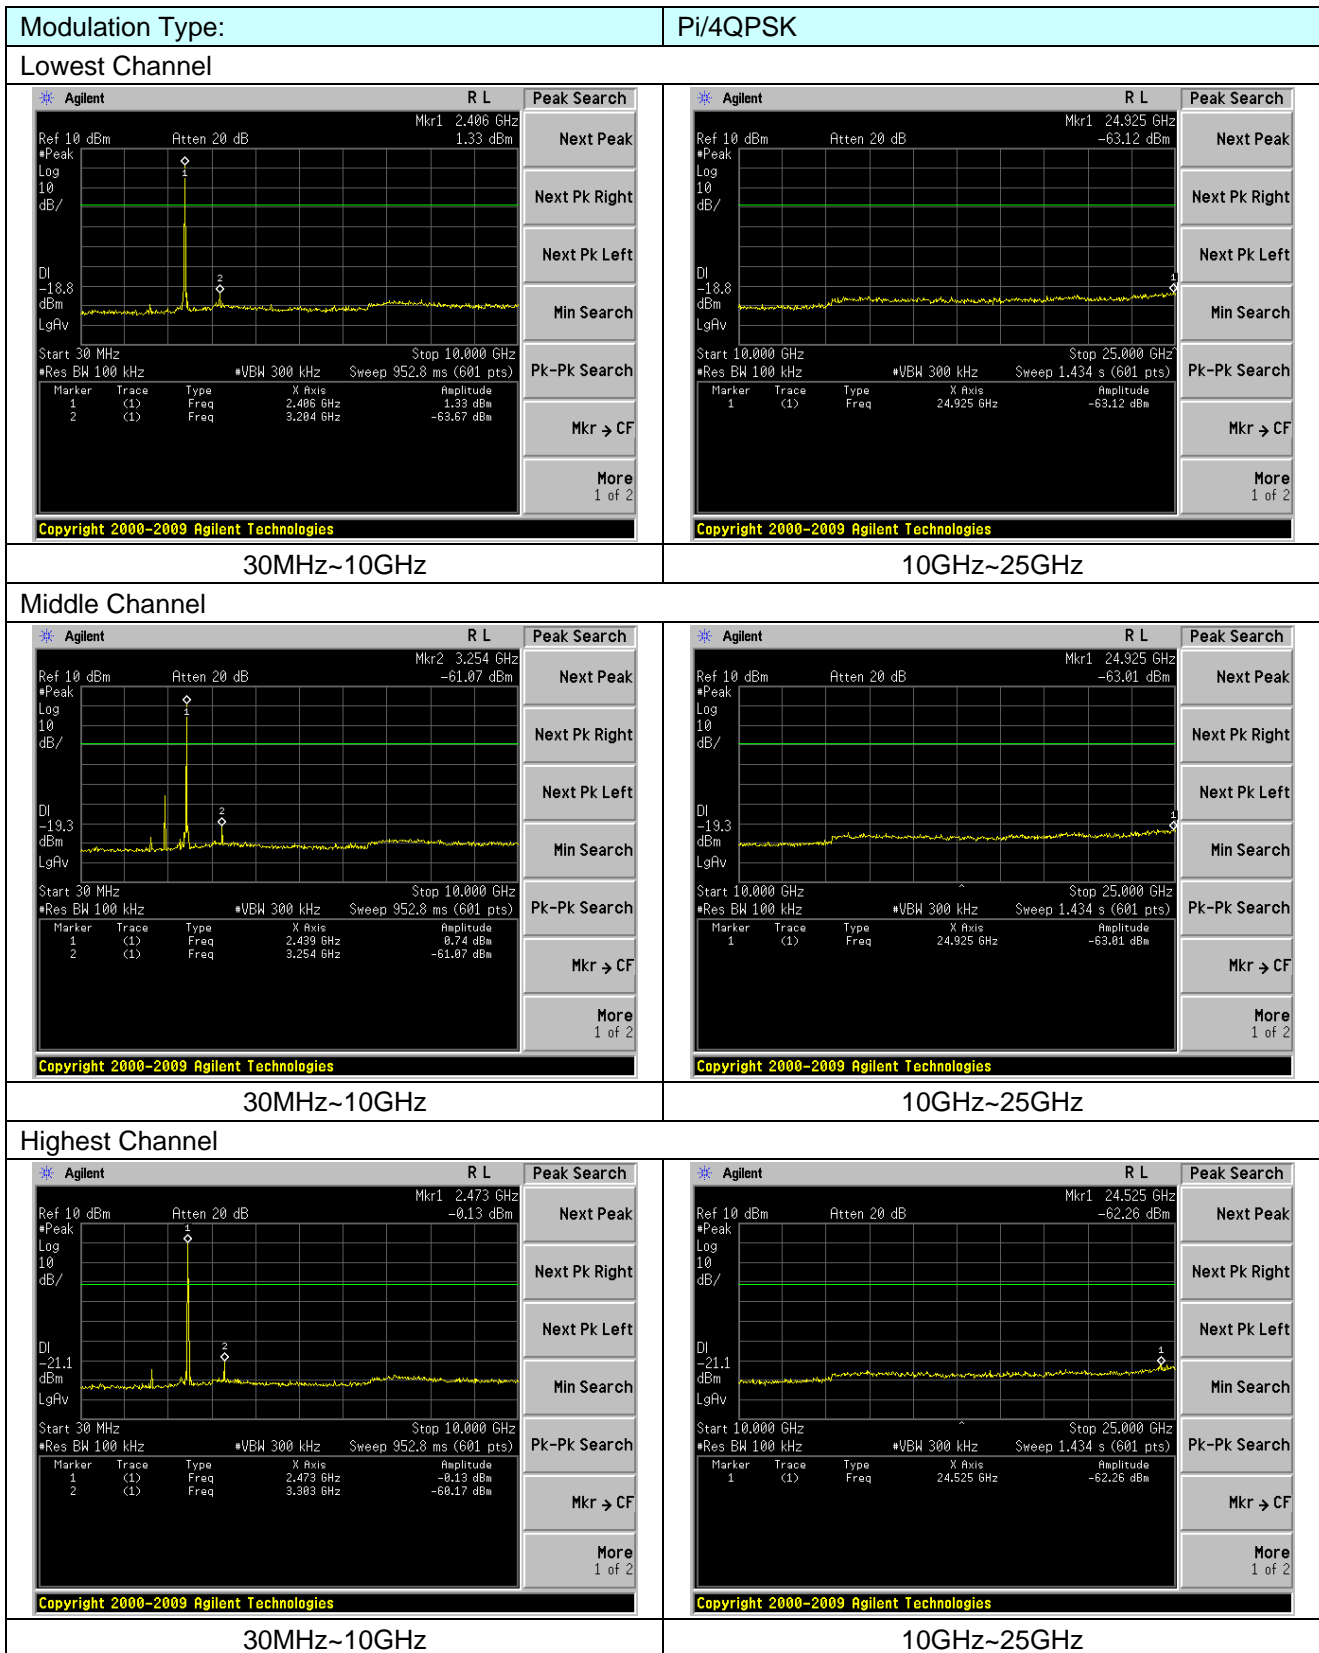 Modulation Type: Pi/4QPSK
Lowest Channel
Agilent R L Peak Search
Mkr1 2.406 GHz
Ref 10 dBm Atten 20 dB 1.33 dBm
#Peak
Log
10
dB/
1
2
DI
-18.8
dBm
LgAv
Start 30 MHz Stop 10.000 GHz
#Res BW 100 kHz #VBW 300 kHz Sweep 952.8 ms (601 pts)
Marker Trace Type X Axis Amplitude
1 (1) Freq 2.406 GHz 1.33 dBm
2 (1) Freq 3.204 GHz -63.67 dBm
Next Peak
Next Pk Right
Next Pk Left
Min Search
Pk-Pk Search
Mkr → CF
More
1 of 2
Copyright 2000-2009 Agilent Technologies
Agilent R L Peak Search
Mkr1 24.925 GHz
Ref 10 dBm Atten 20 dB -63.12 dBm
#Peak
Log
10
dB/
1
DI
-18.8
dBm
LgAv
Start 10.000 GHz Stop 25.000 GHz^
#Res BW 100 kHz #VBW 300 kHz Sweep 1.434 s (601 pts)
Marker Trace Type X Axis Amplitude
1 (1) Freq 24.925 GHz -63.12 dBm
Next Peak
Next Pk Right
Next Pk Left
Min Search
Pk-Pk Search
Mkr → CF
More
1 of 2
Copyright 2000-2009 Agilent Technologies
30MHz~10GHz 10GHz~25GHz
Middle Channel
Agilent R L Peak Search
Mkr2 3.254 GHz
Ref 10 dBm Atten 20 dB -61.07 dBm
#Peak
Log
10
dB/
1
2
DI
-19.3
dBm
LgAv
Start 30 MHz Stop 10.000 GHz
#Res BW 100 kHz #VBW 300 kHz Sweep 952.8 ms (601 pts)
Marker Trace Type X Axis Amplitude
1 (1) Freq 2.439 GHz 0.74 dBm
2 (1) Freq 3.254 GHz -61.07 dBm
Next Peak
Next Pk Right
Next Pk Left
Min Search
Pk-Pk Search
Mkr → CF
More
1 of 2
Copyright 2000-2009 Agilent Technologies
Agilent R L Peak Search
Mkr1 24.925 GHz
Ref 10 dBm Atten 20 dB -63.01 dBm
#Peak
Log
10
dB/
1
DI
-19.3
dBm
LgAv
Start 10.000 GHz ^ Stop 25.000 GHz
#Res BW 100 kHz #VBW 300 kHz Sweep 1.434 s (601 pts)
Marker Trace Type X Axis Amplitude
1 (1) Freq 24.925 GHz -63.01 dBm
Next Peak
Next Pk Right
Next Pk Left
Min Search
Pk-Pk Search
Mkr → CF
More
1 of 2
Copyright 2000-2009 Agilent Technologies
30MHz~10GHz 10GHz~25GHz
Highest Channel
Agilent R L Peak Search
Mkr1 2.473 GHz
Ref 10 dBm Atten 20 dB -0.13 dBm
#Peak
Log
10
dB/
1
2
DI
-21.1
dBm
LgAv
Start 30 MHz Stop 10.000 GHz
#Res BW 100 kHz #VBW 300 kHz Sweep 952.8 ms (601 pts)
Marker Trace Type X Axis Amplitude
1 (1) Freq 2.473 GHz -0.13 dBm
2 (1) Freq 3.303 GHz -60.17 dBm
Next Peak
Next Pk Right
Next Pk Left
Min Search
Pk-Pk Search
Mkr → CF
More
1 of 2
Copyright 2000-2009 Agilent Technologies
Agilent R L Peak Search
Mkr1 24.525 GHz
Ref 10 dBm Atten 20 dB -62.26 dBm
#Peak
Log
10
dB/
1
DI
-21.1
dBm
LgAv
Start 10.000 GHz ^ Stop 25.000 GHz
#Res BW 100 kHz #VBW 300 kHz Sweep 1.434 s (601 pts)
Marker Trace Type X Axis Amplitude
1 (1) Freq 24.525 GHz -62.26 dBm
Next Peak
Next Pk Right
Next Pk Left
Min Search
Pk-Pk Search
Mkr → CF
More
1 of 2
Copyright 2000-2009 Agilent Technologies
30MHz~10GHz 10GHz~25GHz